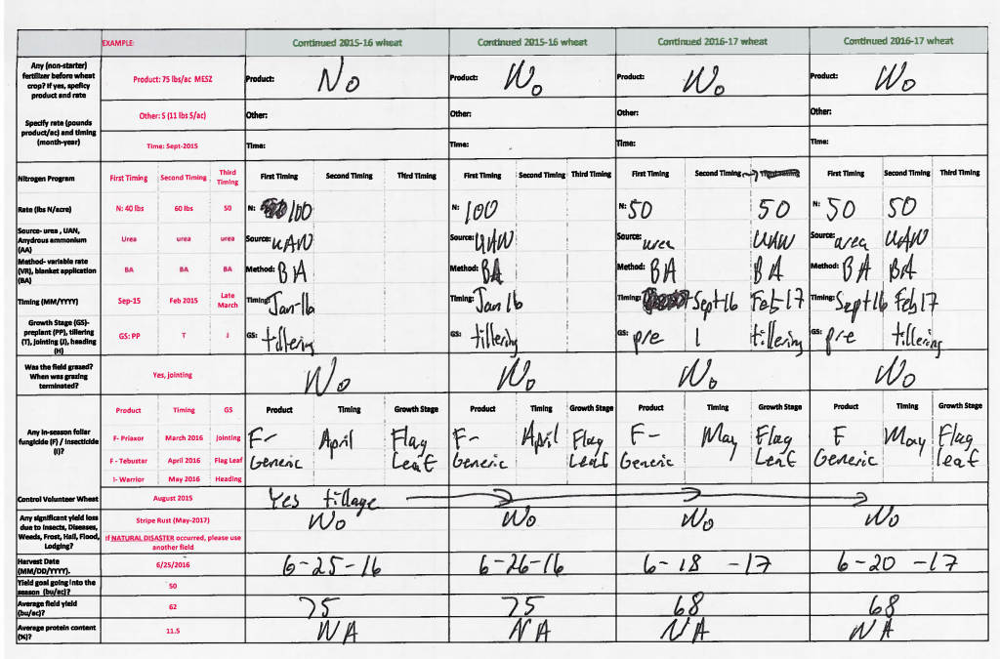 EXAMPLE: Continued 2015-16 wheat Continued 2015-16 wheat Continued 2016-17 wheat Continued 2016-17 wheat
Any (non-starter) fertilizer before wheat crop? If yes, speficy product and rate Product: 75 lbs/ac MESZ Product: No Product: No Product: No Product: No
Specify rate (pounds product/ac) and timing (month-year) Other: S (11 lbs S/ac) Other: Other: Other: Other:
Time: Sept-2015 Time: Time: Time: Time:
Nitrogen Program First Timing Second Timing Third Timing First Timing Second Timing Third Timing First Timing Second Timing Third Timing First Timing Second Timing → First Timing Second Timing Third Timing
Rate (lbs N/acre) N: 40 lbs 60 lbs 50 N: 100 N: 100 N: 50 50 N: 50 50
Source- urea , UAN, Anydrous ammonium (AA) Urea urea urea Source: UAN Source: UAN Source: urea UAN Source: urea UAN
Method- variable rate (VR), blanket application (BA) BA BA BA Method: BA Method: BA Method: BA BA Method: BA BA
Timing (MM/YYYY) Sep-15 Feb 2015 Late March Timing: Jan-16 Timing: Jan 16 Timing: Sept 16 Feb-17 Timing: Sept 16 Feb 17
Growth Stage (GS)- preplant (PP), tillering (T), jointing (J), heading (H) GS: PP T J GS: tillering GS: tillering GS: pre tillering GS: pre tillering
Was the field grazed? When was grazing terminated? Yes, jointing No No No No
Product Timing GS Product Timing Growth Stage Product Timing Growth Stage Product Timing Growth Stage Product Timing Growth Stage
Any in-season foliar fungicide (F) / insecticide (I)? F- Priaxor March 2016 Jointing F- April Flag F- April Flag F- May Flag F May Flag
F - Tebustar April 2016 Flag Leaf Generic Leaf Generic Leaf Generic Leaf Generic leaf
I- Warrior May 2016 Heading
Control Volunteer Wheat August 2015 Yes tillage
Any significant yield loss due to Insects, Diseases, Weeds, Frost, Hail, Flood, Lodging? Stripe Rust (May-2017) No No No No
If NATURAL DISASTER occurred, please use another field
Harvest Date (MM/DD/YYYY). 6/25/2016 6-25-16 6-26-16 6-18-17 6-20-17
Yield goal going into the season (bu/ac)? 50
Average field yield (bu/ac)? 62 75 75 68 68
Average protein content (%)? 11.5 NA NA NA NA